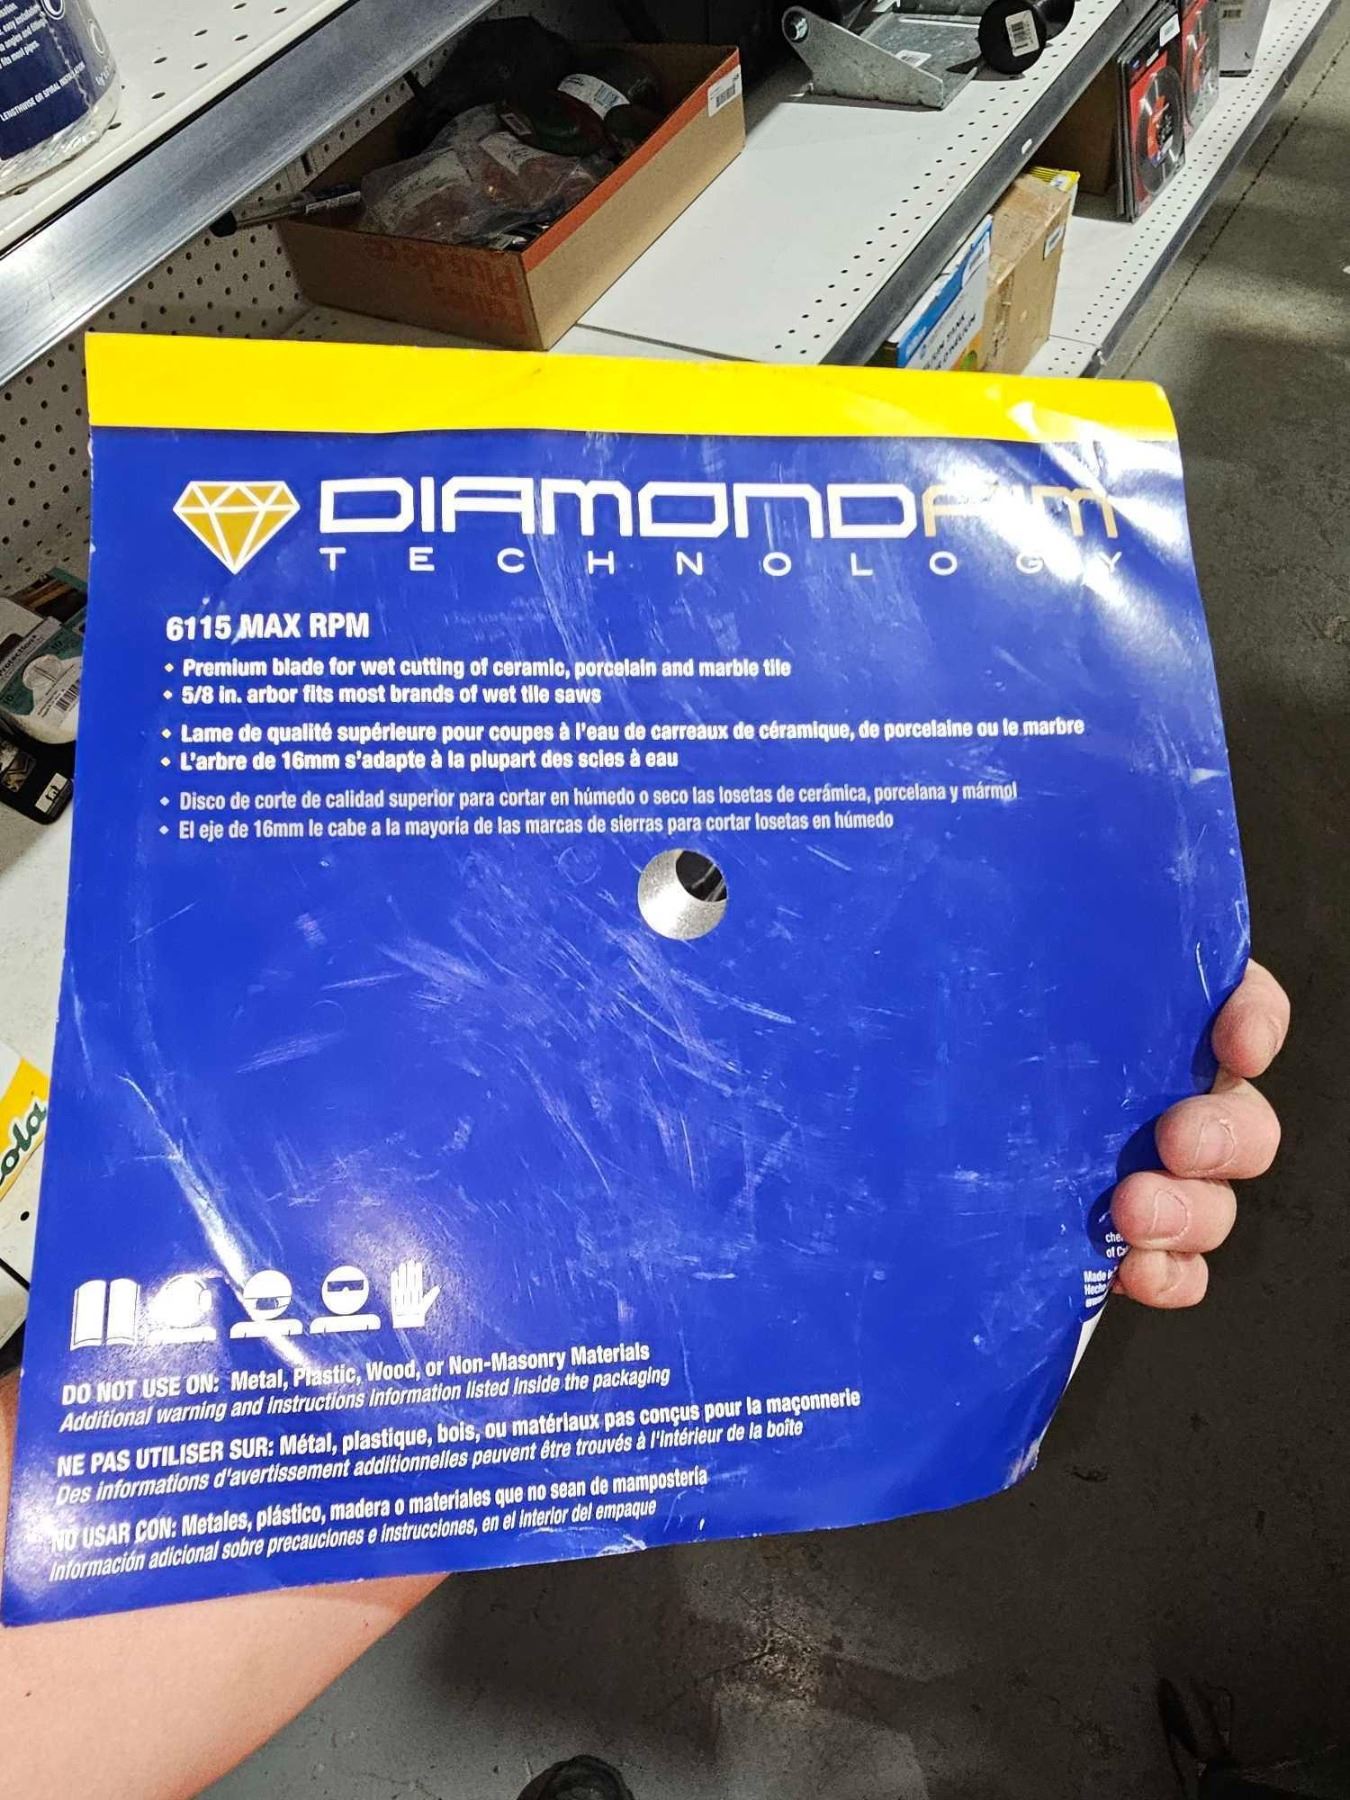 LENGTHWISE OR SPIRAL INSTALLATION
DIAMOND
TECHNOLOGY
6115 MAX RPM
• Premium blade for wet cutting of ceramic, porcelain and marble tile
• 5/8 in. arbor fits most brands of wet tile saws
• Lame de qualité supérieure pour coupes à l'eau de carreaux de céramique, de porcelaine ou le marbre
• L'arbre de 16mm s'adapte à la plupart des scies à eau
• Disco de corte de calidad superior para cortar en húmedo o seco las losetas de cerámica, porcelana y mármol
• El eje de 16mm le cabe a la mayoría de las marcas de sierras para cortar losetas en húmedo
of
Made
DO NOT USE ON: Metal, Plastic, Wood, or Non-Masonry Materials
Additional warning and instructions information listed inside the packaging
NE PAS UTILISER SUR: Métal, plastique, bois, ou matériaux pas conçus pour la maçonnerie
Des informations d'avertissement additionnelles peuvent être trouvés à l'intérieur de la boîte
NO USAR CON: Metales, plástico, madera o materiales que no sean de mampostería
Información adicional sobre precauciones e instrucciones, en el interior del empaque